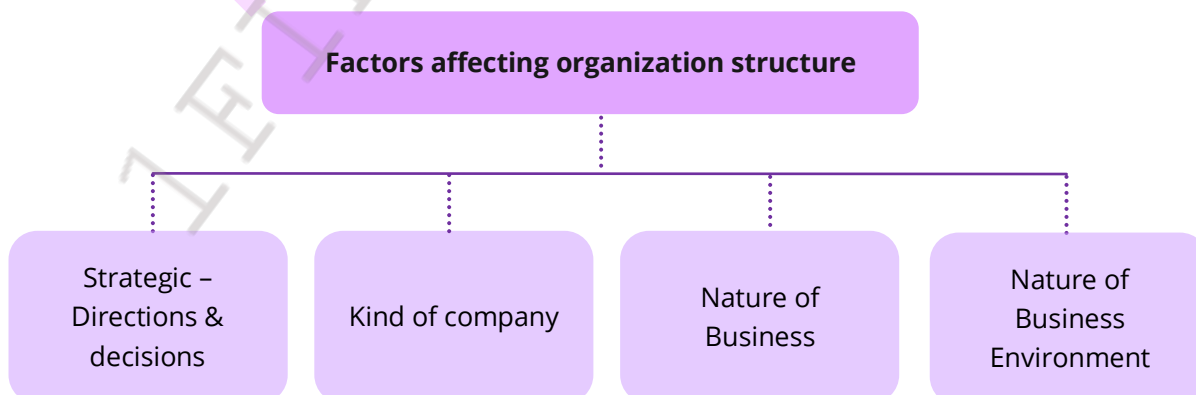 Factors affecting organization structure
Strategic –
Directions &
decisions
Kind of company
Nature of
Business
Nature of
Business
Environment